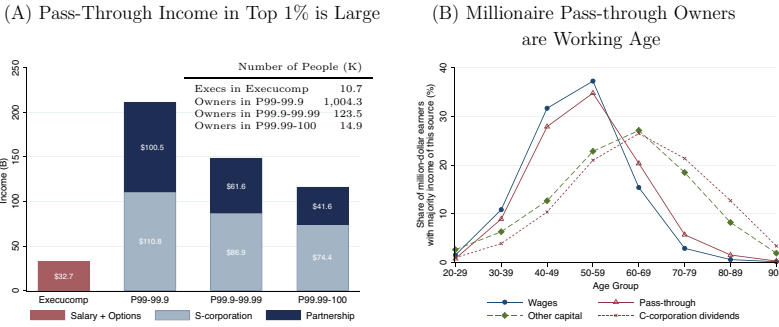 (A) Pass-Through Income in Top 1% is Large
Number of People (K)
Execs in Execucomp 10.7
Owners in P99-99.9 1,004.3
Owners in P99.9-99.99 123.5
Owners in P99.99-100 14.9
Income (B)
250
200
150
100
50
0
$32.7
$100.5
$110.8
$61.6
$86.9
$41.6
$74.4
Execucomp P99-99.9 P99.9-99.99 P99.99-100
Salary + Options S-corporation Partnership
(B) Millionaire Pass-through Owners
are Working Age
Share of million-dollar earners
with majority income of this source (%)
40
30
20
10
0
20-29 30-39 40-49 50-59 60-69 70-79 80-89 90
Age Group
Wages Pass-through
Other capital C-corporation dividends